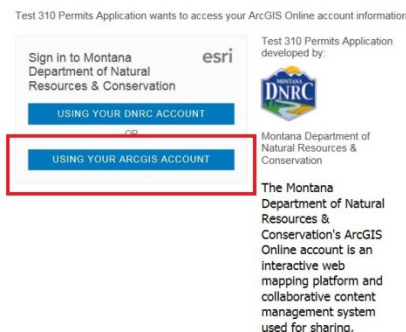 Test 310 Permits Application wants to access your ArcGIS Online account information
Sign in to Montana
Department of Natural
Resources & Conservation
esri
USING YOUR DNRC ACCOUNT
OR
USING YOUR ARCGIS ACCOUNT
Test 310 Permits Application
developed by:
MONTANA
DNRC
Montana Department of
Natural Resources &
Conservation
The Montana
Department of Natural
Resources &
Conservation's ArcGIS
Online account is an
interactive web
mapping platform and
collaborative content
management system
used for sharing,